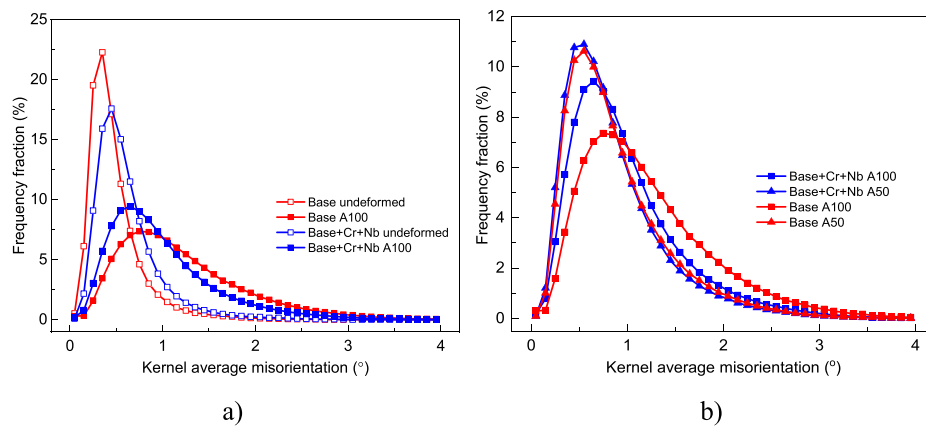 25
20
15
10
5
0
Frequency fraction (%)
Base undeformed
Base A100
Base+Cr+Nb undeformed
Base+Cr+Nb A100
0 1 2 3 4
Kernel average misorientation (°)
a)
12
10
8
6
4
2
0
Frequency fraction (%)
Base+Cr+Nb A100
Base+Cr+Nb A50
Base A100
Base A50
0 1 2 3 4
Kernel average misorientation (º)
b)